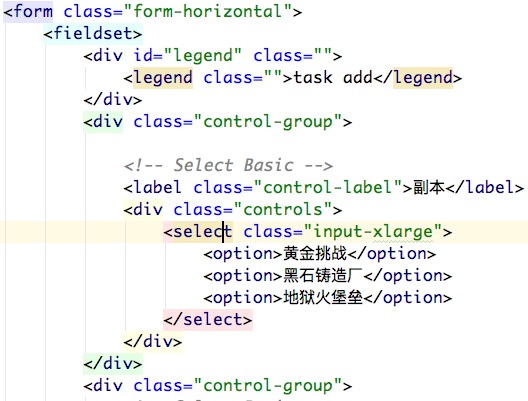 <form class="form-horizontal">
<fieldset>
<div id="legend" class="">
<legend class="">task add</legend>
</div>
<div class="control-group">
<!-- Select Basic -->
<label class="control-label">副本</label>
<div class="controls">
<select class="input-xlarge">
<option>黄金挑战</option>
<option>黑石铸造厂</option>
<option>地狱火堡垒</option>
</select>
</div>
</div>
<div class="control-group">